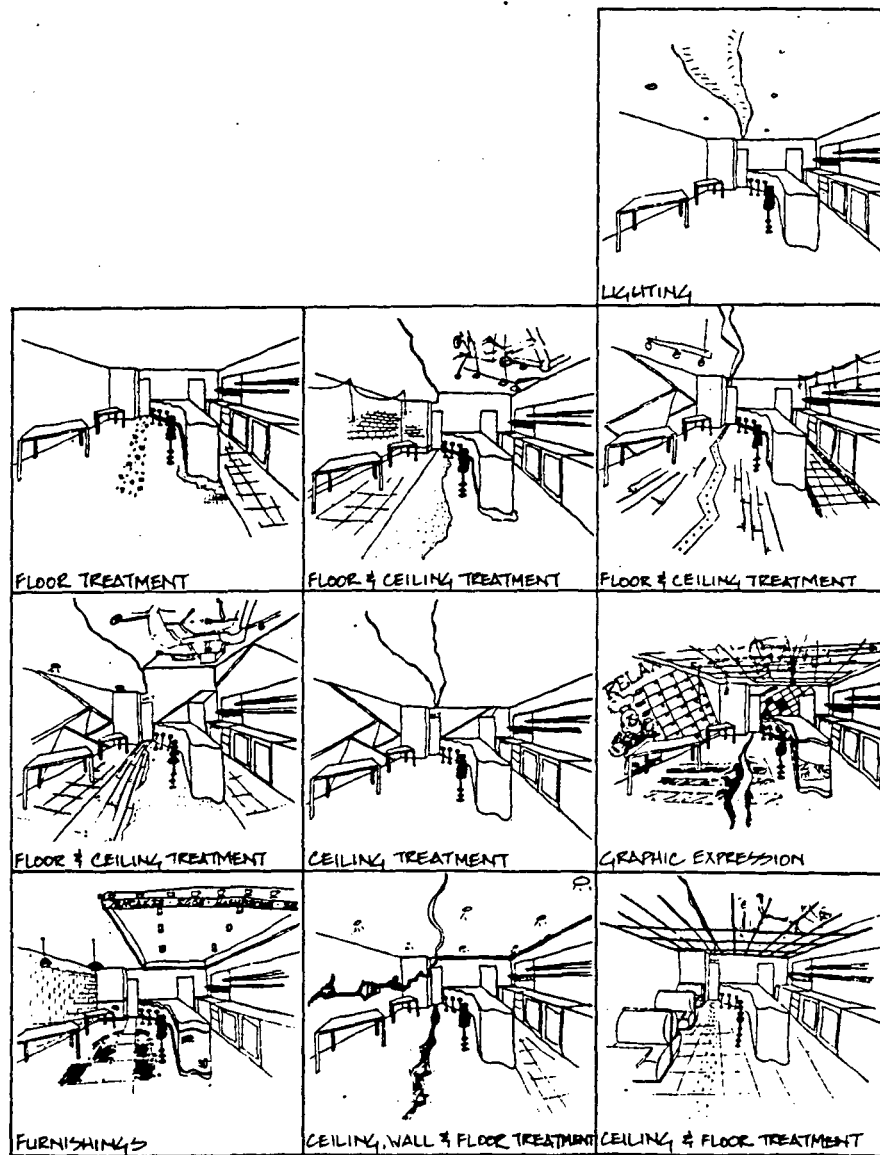 LIGHTING
FLOOR TREATMENT
FLOOR & CEILING TREATMENT
FLOOR & CEILING TREATMENT
RELAX
FLOOR & CEILING TREATMENT
CEILING TREATMENT
GRAPHIC EXPRESSION
FURNISHINGS
CEILING, WALL & FLOOR TREATMENT
CEILING & FLOOR TREATMENT